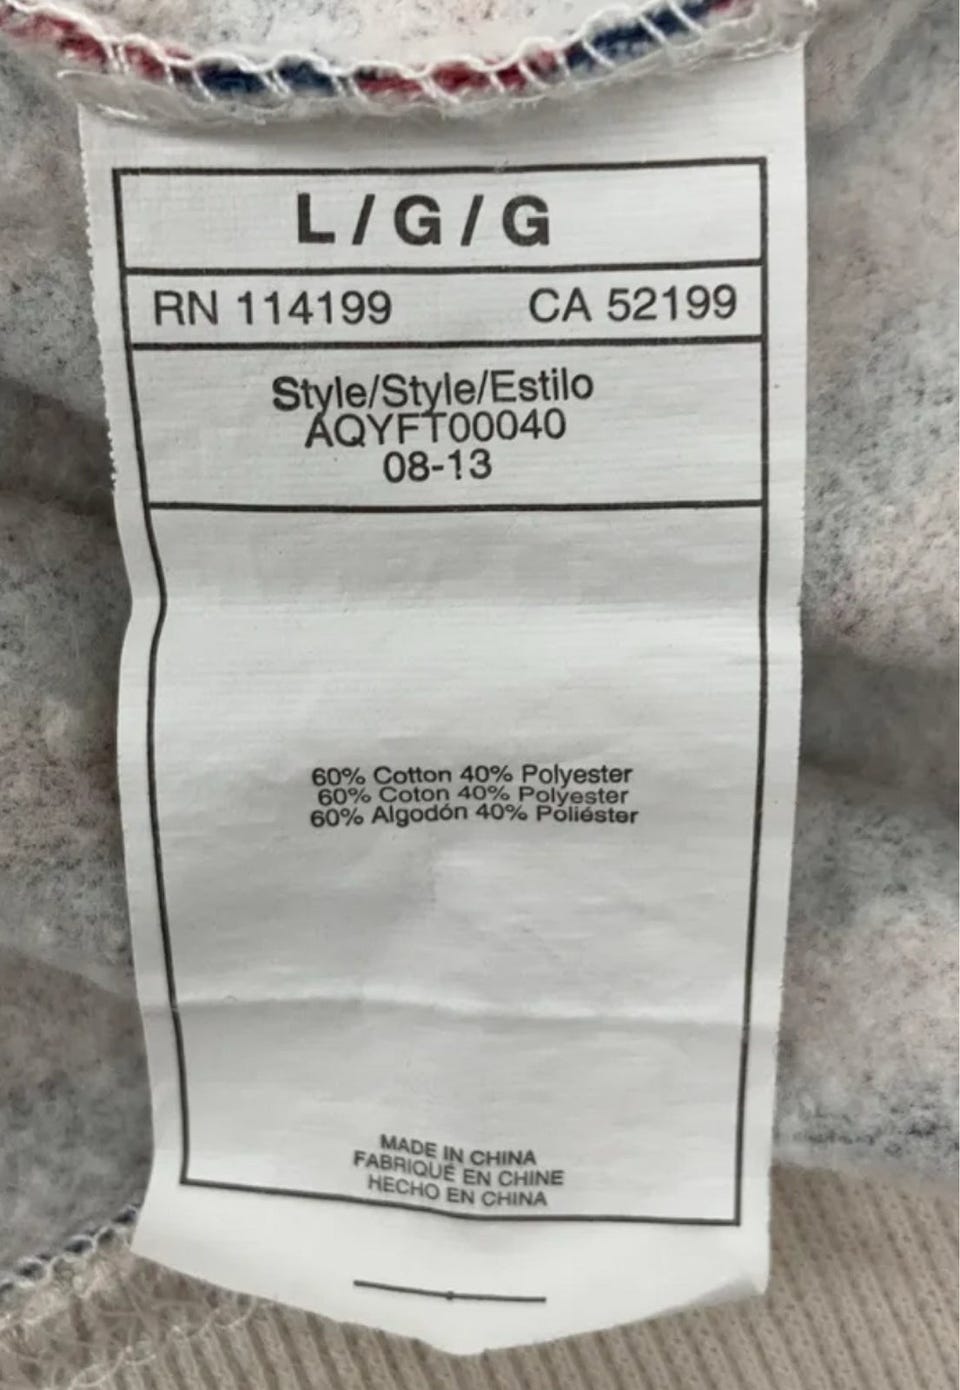 L/G/G
RN 114199 CA 52199
Style/Style/Estilo
AQYFT00040
08-13
60% Cotton 40% Polyester
60% Coton 40% Polyester
60% Algodón 40% Poliéster
MADE IN CHINA
FABRIQUÉ EN CHINE
HECHO EN CHINA